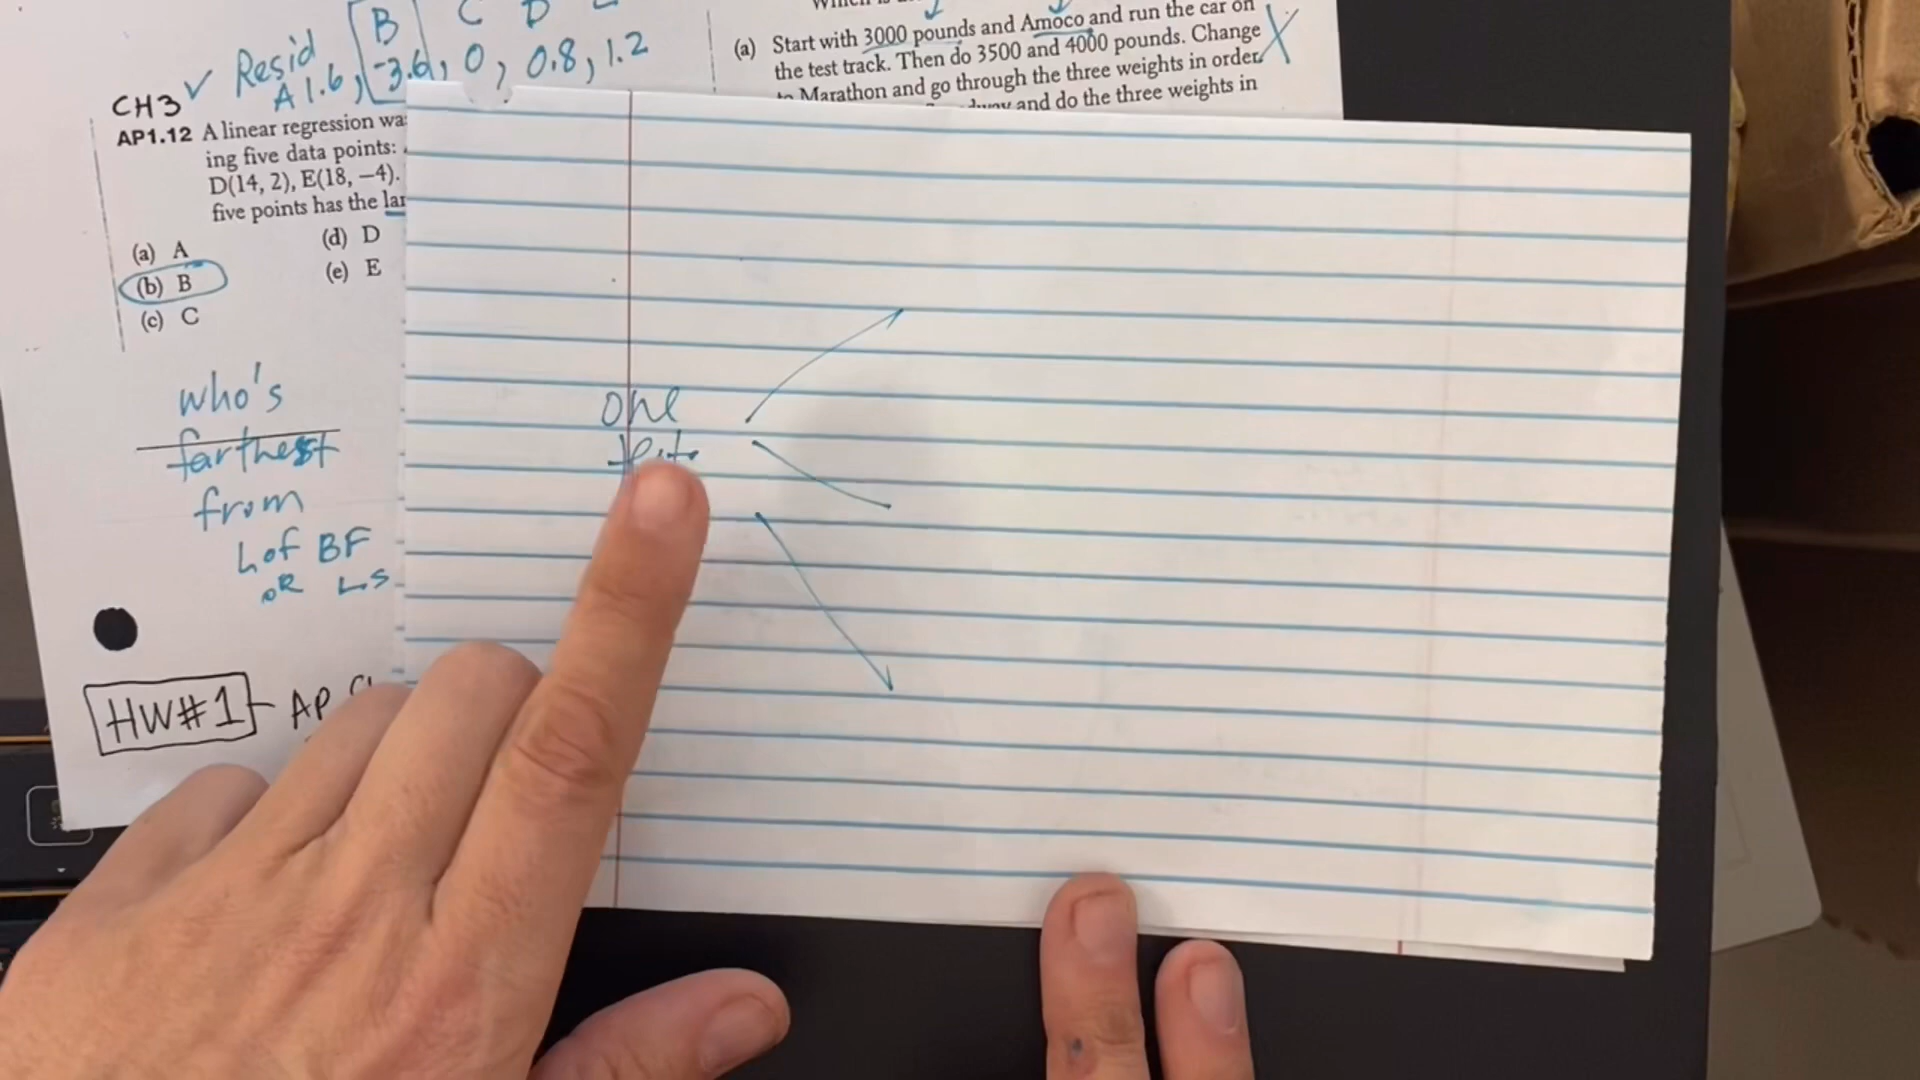 B C D
Resid
A 1.6, -3.6, 0, 0.8, 1.2
CH3 ✓
AP1.12 A linear regression wa
ing five data points:
D(14, 2), E(18, −4).
five points has the lar
(a) A
(b) B
(c) C
(d) D
(e) E
who's
farthest
from
L of BF
OR LS
HW#1 - AP
(a) Start with 3000 pounds and Amoco and run the car on
the test track. Then do 3500 and 4000 pounds. Change
to Marathon and go through the three weights in order.
and do the three weights in
X
one